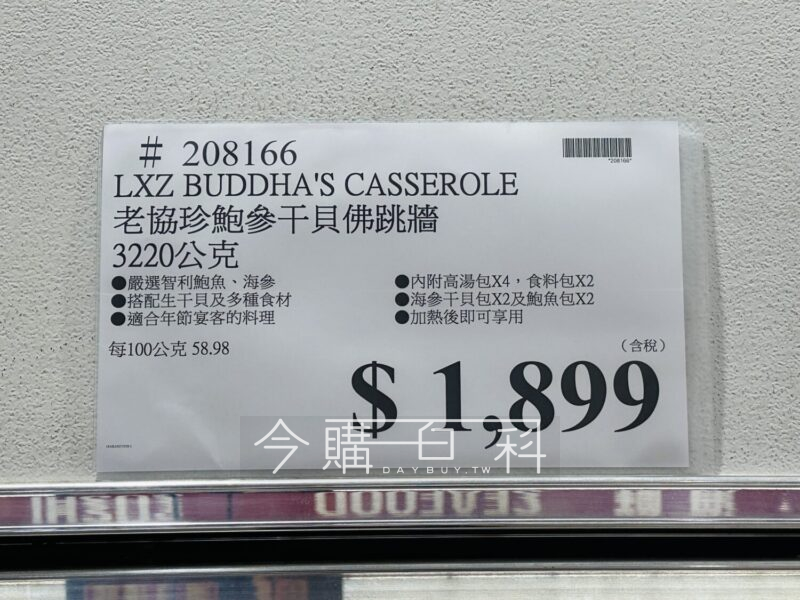 # 208166
*208166*
LXZ BUDDHA'S CASSEROLE
老協珍鮑參干貝佛跳牆
3220公克
●嚴選智利鮑魚、海參
●搭配生干貝及多種食材
●適合年節宴客的料理
●內附高湯包X4，食料包X2
●海參干貝包X2及鮑魚包X2
●加熱後即可享用
每100公克 58.98
（含稅）
$ 1,899
今購百科
DAYBUY.TW
SUSHI
SEAFOOD
海鮮